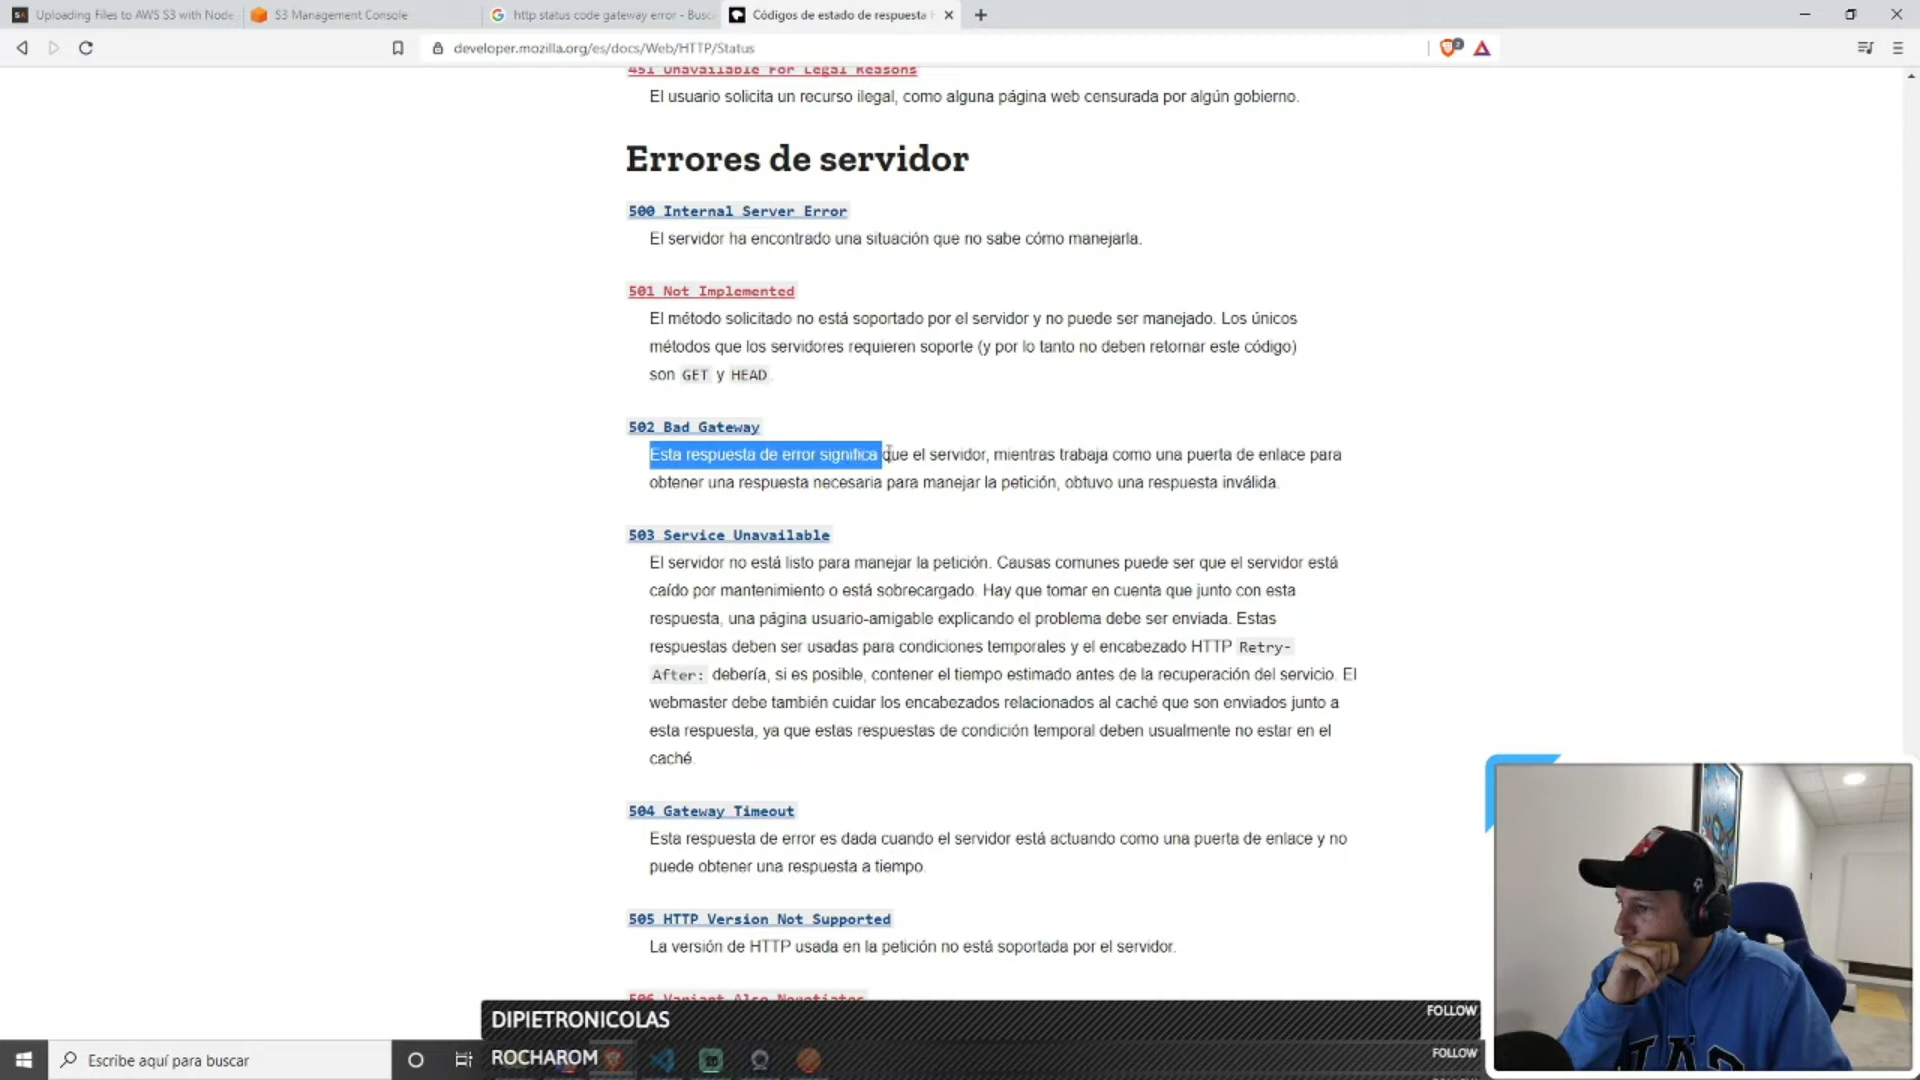 Uploading Files to AWS S3 with Node
S3 Management Console
http status code gateway error - Busc
Códigos de estado de respuesta H
developer.mozilla.org/es/docs/Web/HTTP/Status
2
451 Unavailable For Legal Reasons
El usuario solicita un recurso ilegal, como alguna página web censurada por algún gobierno.
Errores de servidor
500 Internal Server Error
El servidor ha encontrado una situación que no sabe cómo manejarla.
501 Not Implemented
El método solicitado no está soportado por el servidor y no puede ser manejado. Los únicos
métodos que los servidores requieren soporte (y por lo tanto no deben retornar este código)
son GET y HEAD.
502 Bad Gateway
Esta respuesta de error significa que el servidor, mientras trabaja como una puerta de enlace para
obtener una respuesta necesaria para manejar la petición, obtuvo una respuesta inválida.
503 Service Unavailable
El servidor no está listo para manejar la petición. Causas comunes puede ser que el servidor está
caído por mantenimiento o está sobrecargado. Hay que tomar en cuenta que junto con esta
respuesta, una página usuario-amigable explicando el problema debe ser enviada. Estas
respuestas deben ser usadas para condiciones temporales y el encabezado HTTP Retry-
After: debería, si es posible, contener el tiempo estimado antes de la recuperación del servicio. El
webmaster debe también cuidar los encabezados relacionados al caché que son enviados junto a
esta respuesta, ya que estas respuestas de condición temporal deben usualmente no estar en el
caché.
504 Gateway Timeout
Esta respuesta de error es dada cuando el servidor está actuando como una puerta de enlace y no
puede obtener una respuesta a tiempo.
505 HTTP Version Not Supported
La versión de HTTP usada en la petición no está soportada por el servidor.
506 Variant Also Negotiates
DIPIETRONICOLAS FOLLOW
ROCHAROM FOLLOW
Escribe aquí para buscar